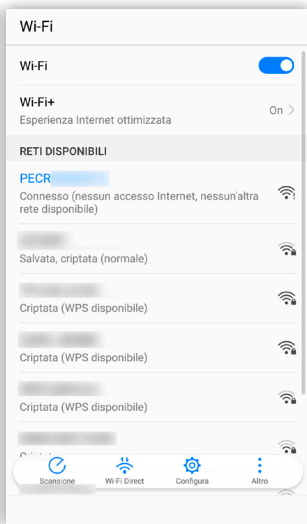 Wi-Fi
Wi-Fi
Wi-Fi+
Esperienza Internet ottimizzata
On
RETI DISPONIBILI
PECR
Connesso (nessun accesso Internet, nessun'altra
rete disponibile)
Salvata, criptata (normale)
Criptata (WPS disponibile)
Criptata (WPS disponibile)
Criptata (WPS disponibile)
Scansione
Wi-Fi Direct
Configura
Altro